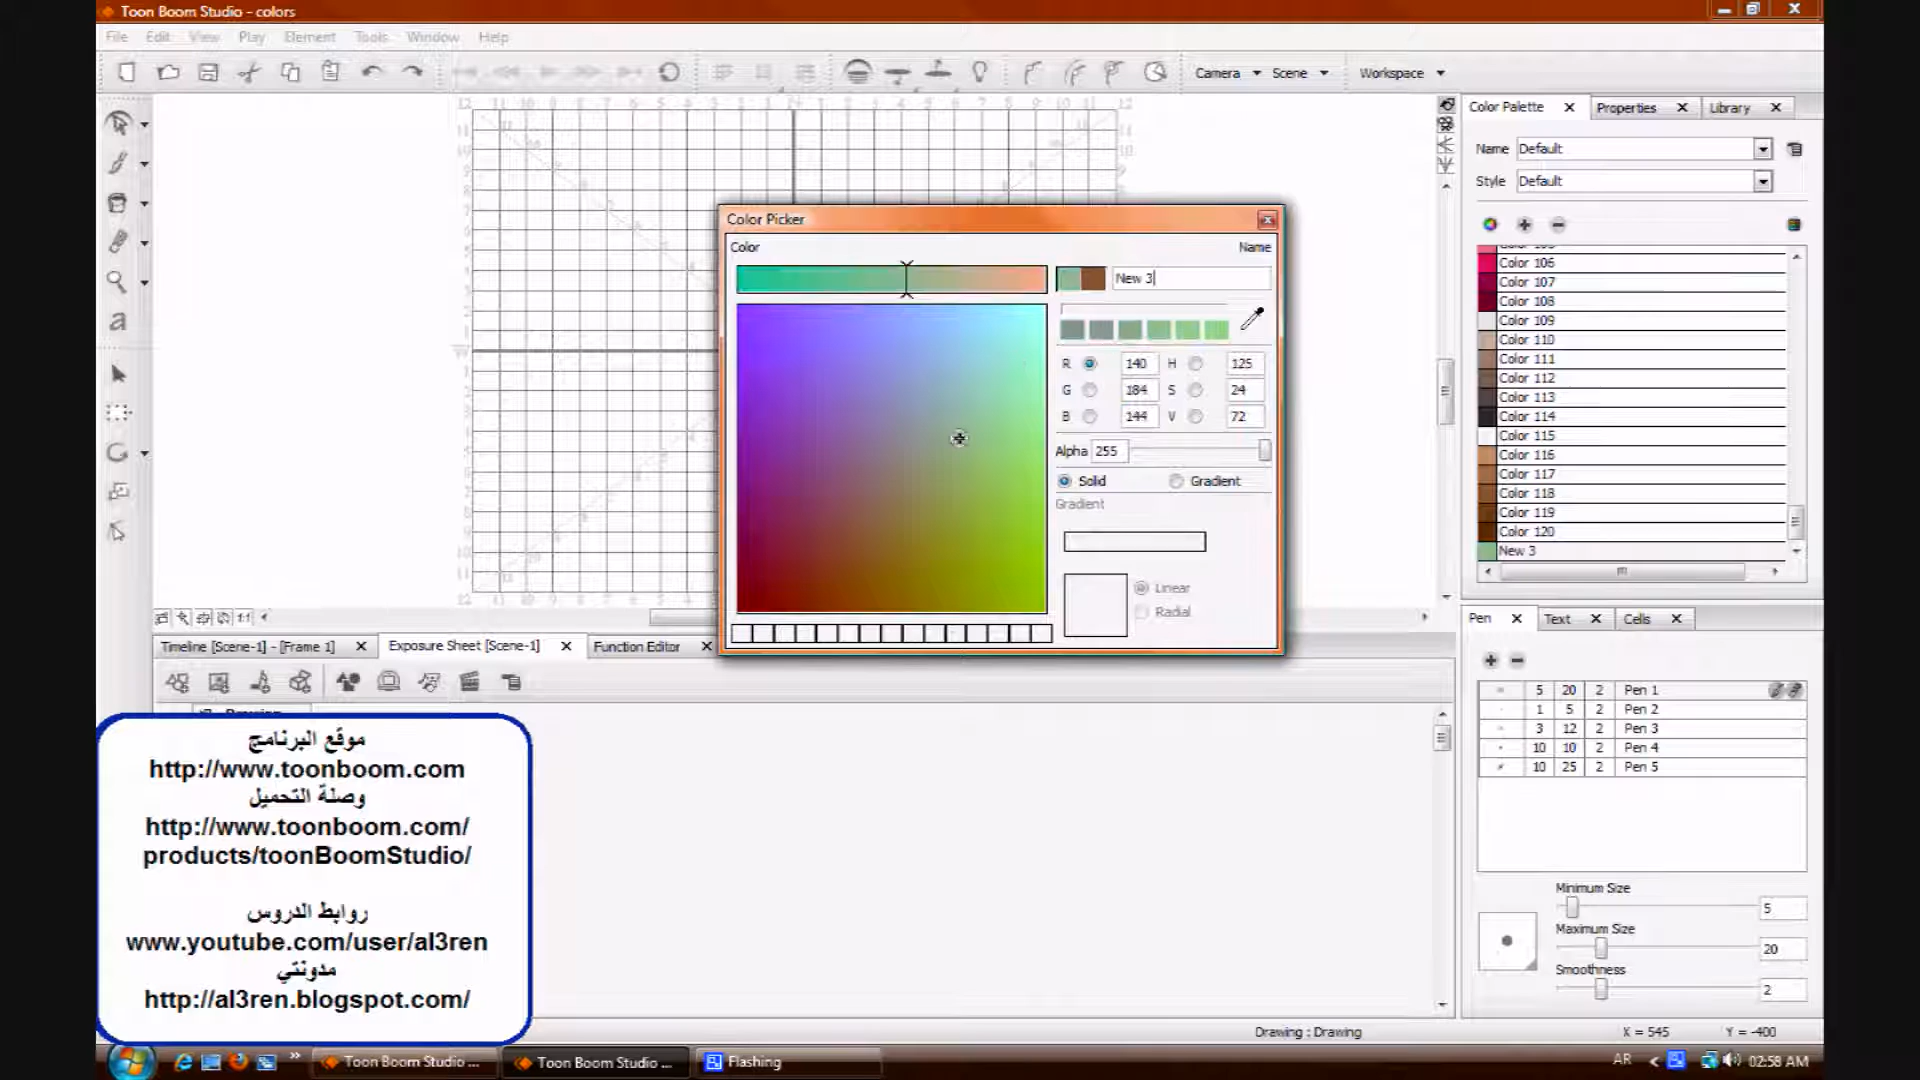 Toon Boom Studio - colors
File Edit View Play Element Tools Window Help
Camera Scene Workspace
Color Palette Properties Library
Name Default
Style Default
Color 106
Color 107
Color 108
Color 109
Color 110
Color 111
Color 112
Color 113
Color 114
Color 115
Color 116
Color 117
Color 118
Color 119
Color 120
New 3
Color Picker
Color Name
New 3
R 140 H 125
G 184 S 24
B 144 V 72
Alpha 255
Solid Gradient
Gradient
Linear
Radial
Timeline [Scene-1] - [Frame 1] Exposure Sheet [Scene-1] Function Editor
Pen Text Cells
5 20 2 Pen 1
1 5 2 Pen 2
3 12 2 Pen 3
10 10 2 Pen 4
10 25 2 Pen 5
Minimum Size
5
Maximum Size
20
Smoothness
2
موقع البرنامج
http://www.toonboom.com
وصلة التحميل
http://www.toonboom.com/
products/toonBoomStudio/
روابط الدروس
www.youtube.com/user/al3ren
مدونتي
http://al3ren.blogspot.com/
Drawing : Drawing X = 545 Y = -400
Toon Boom Studio ... Toon Boom Studio ... Flashing AR 02:58 AM